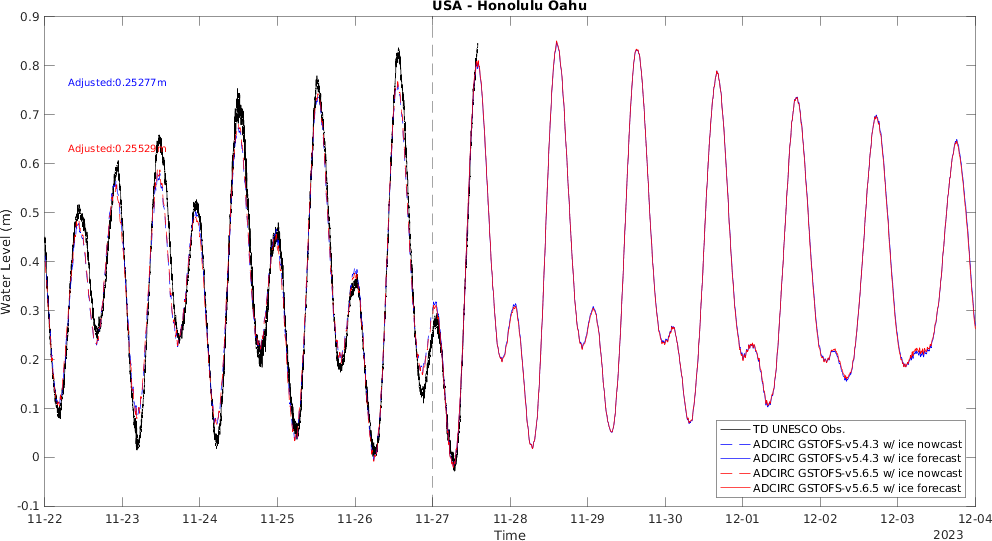 USA - Honolulu Oahu
0.9
0.8
0.7
0.6
0.5
0.4
0.3
0.2
0.1
0
-0.1
Water Level (m)
Adjusted:0.25277m
Adjusted:0.25529m
TD UNESCO Obs.
ADCIRC GSTOFS-v5.4.3 w/ ice nowcast
ADCIRC GSTOFS-v5.4.3 w/ ice forecast
ADCIRC GSTOFS-v5.6.5 w/ ice nowcast
ADCIRC GSTOFS-v5.6.5 w/ ice forecast
11-22 11-23 11-24 11-25 11-26 11-27 11-28 11-29 11-30 12-01 12-02 12-03 12-04
Time
2023